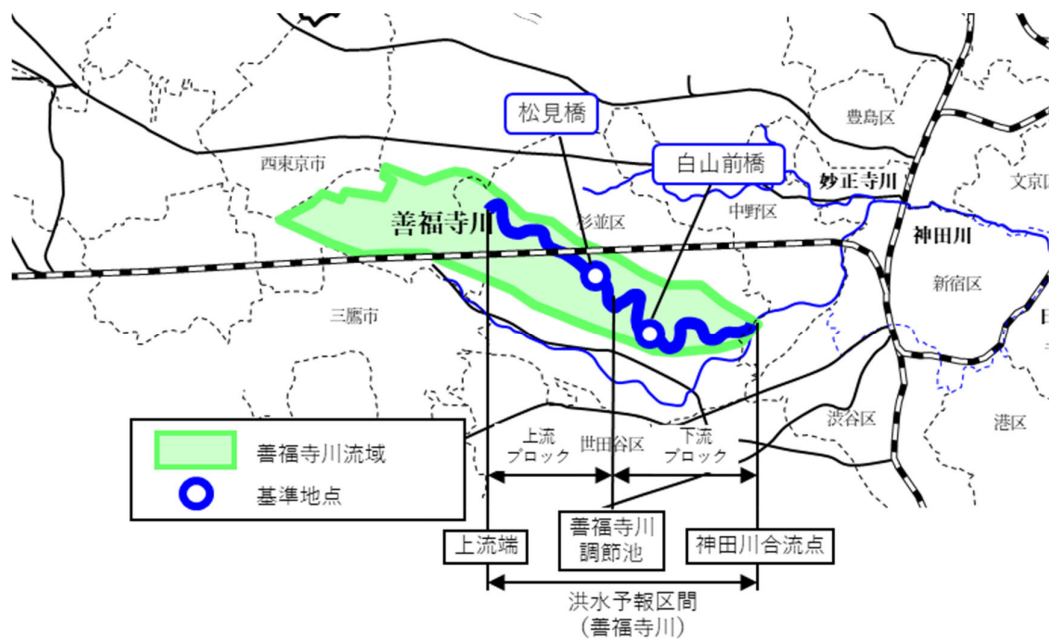 豊島区
松見橋
西東京市
文京区
白山前橋
妙正寺川
善福寺川
杉並区
中野区
神田川
新宿区
三鷹市
渋谷区
港区
上流
ブロック
世田谷区
下流
ブロック
善福寺川流域
基準地点
上流端
善福寺川
調節池
神田川合流点
洪水予報区間
（善福寺川）